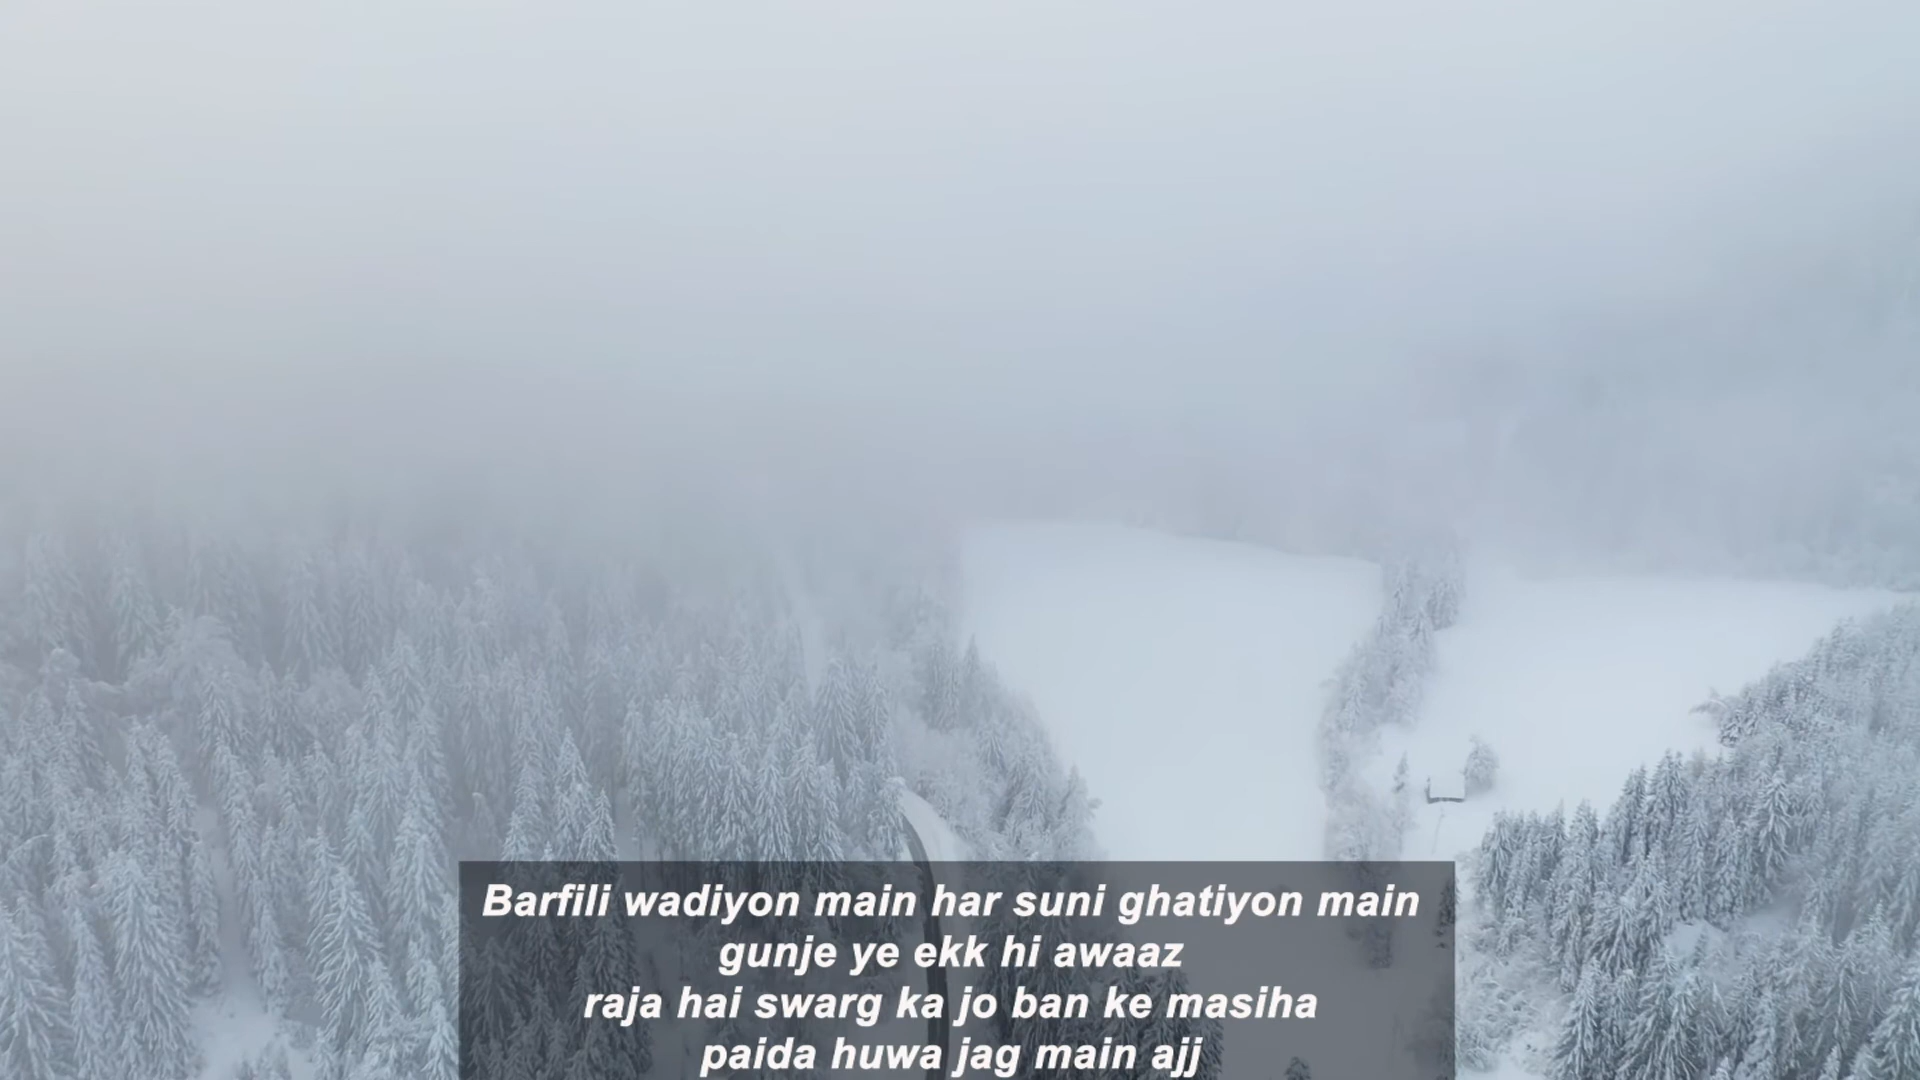 Barfili wadiyon main har suni ghatiyon main
gunje ye ekk hi awaaz
raja hai swarg ka jo ban ke masiha
paida huwa jag main ajj